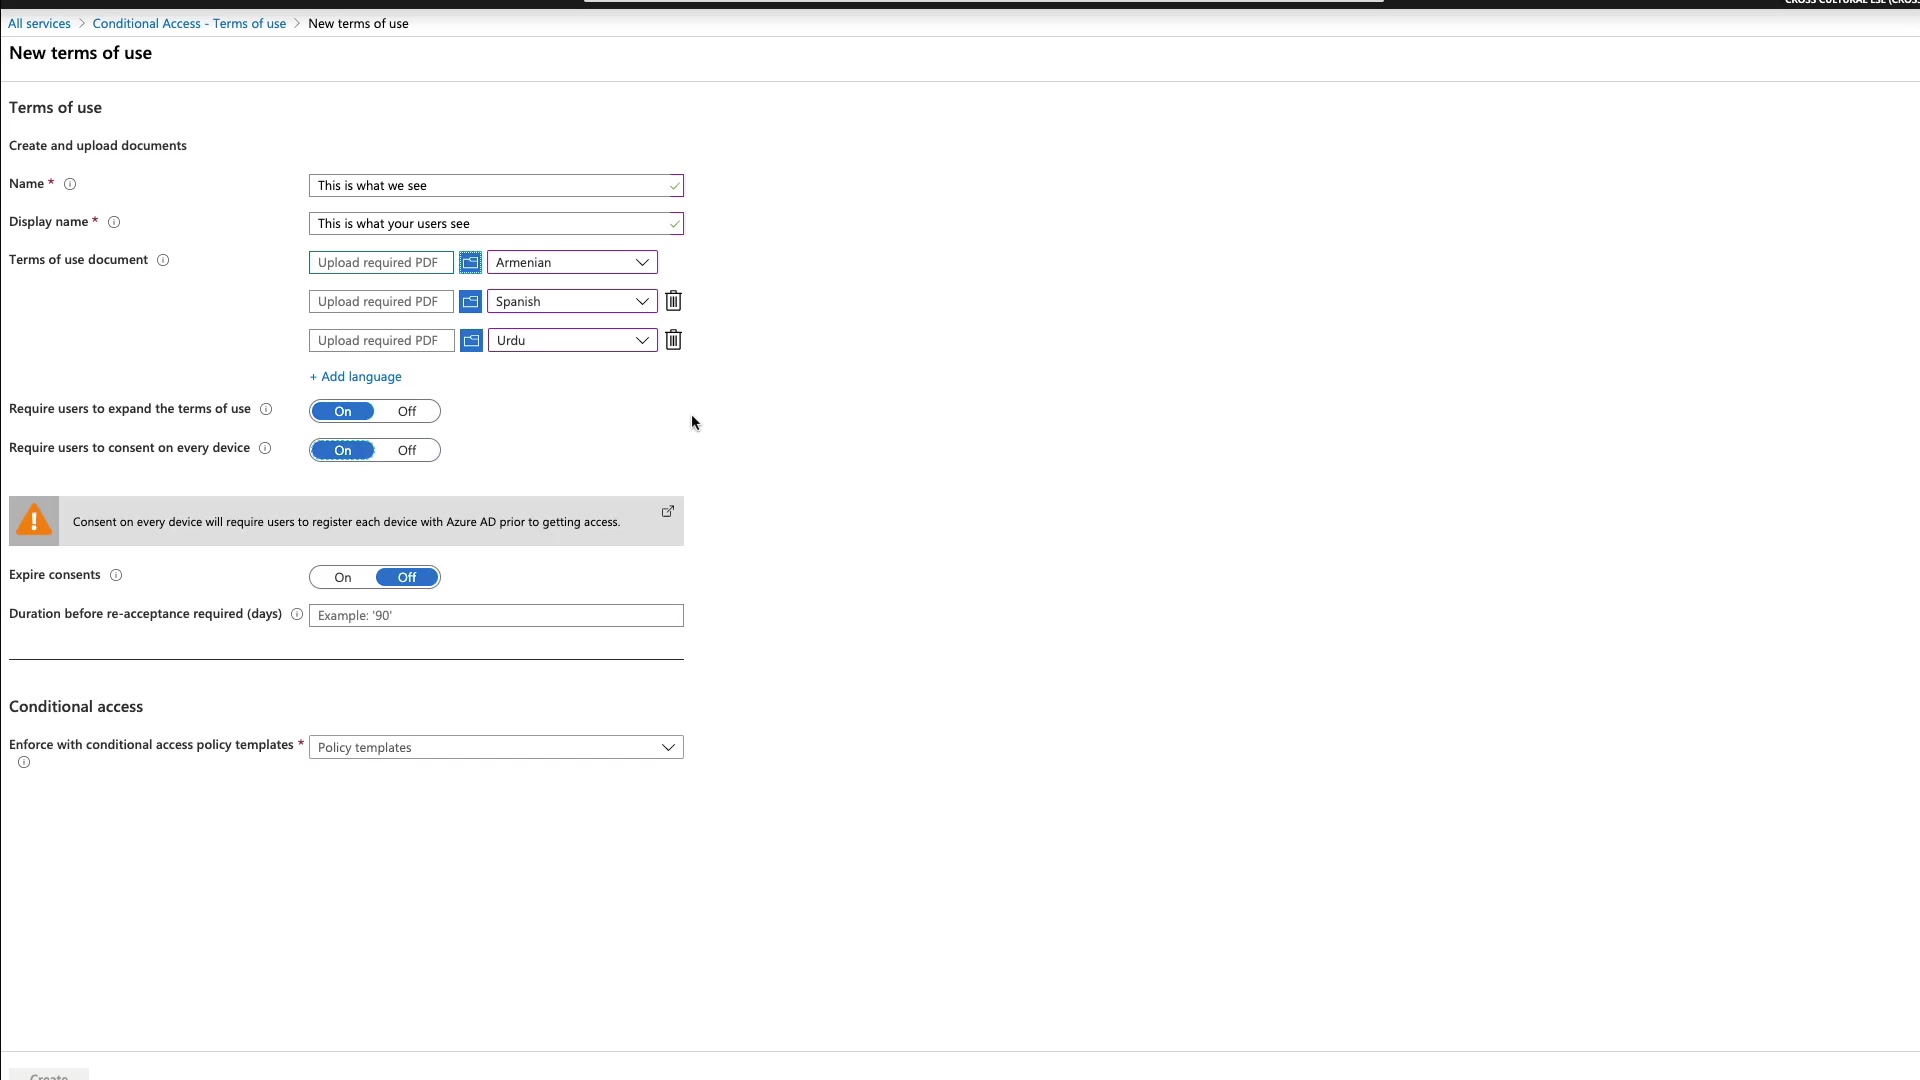 CROSS CULTURAL ESL (CROSS
All services > Conditional Access - Terms of use > New terms of use
New terms of use
Terms of use
Create and upload documents
Name * This is what we see
Display name * This is what your users see
Terms of use document Upload required PDF Armenian
Upload required PDF Spanish
Upload required PDF Urdu
+ Add language
Require users to expand the terms of use On Off
Require users to consent on every device On Off
Consent on every device will require users to register each device with Azure AD prior to getting access.
Expire consents On Off
Duration before re-acceptance required (days) Example: '90'
Conditional access
Enforce with conditional access policy templates * Policy templates
Create